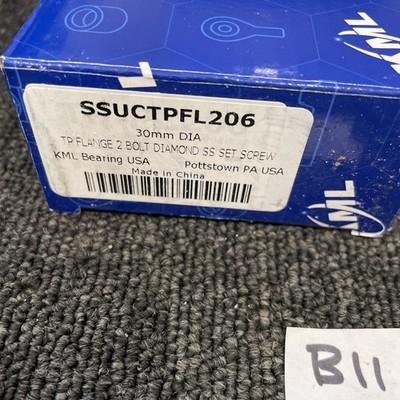 KML
SSUCTPFL206
30mm DIA
TP FLANGE 2 BOLT DIAMOND SS SET SCREW
KML Bearing USA Pottstown PA USA
Made in China
KML
B11